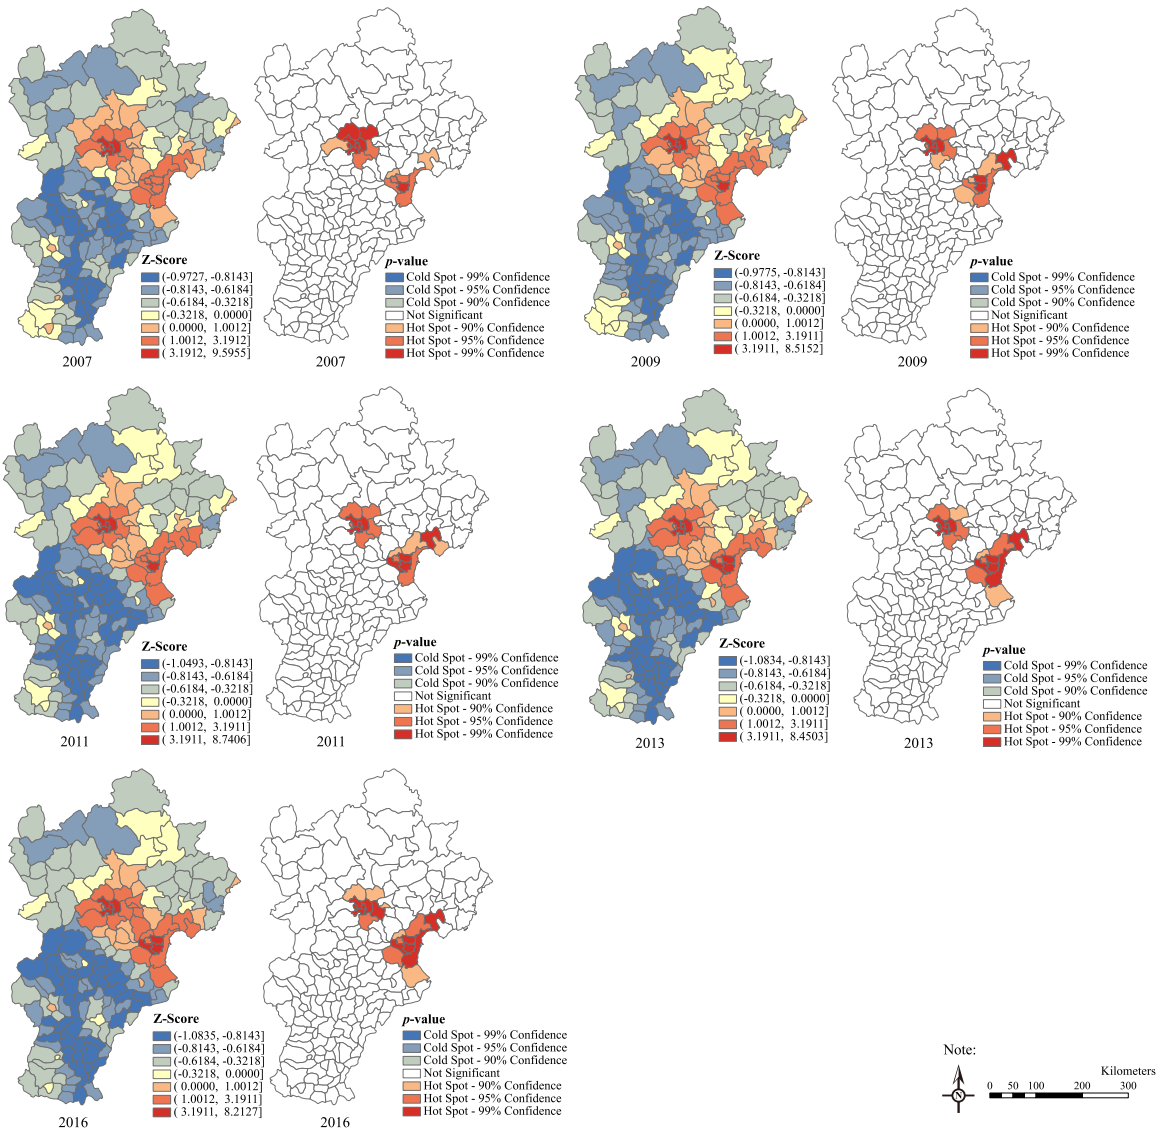 Z-Score
(-0.9727, -0.8143]
(-0.8143, -0.6184]
(-0.6184, -0.3218]
(-0.3218, 0.0000]
( 0.0000, 1.0012]
( 1.0012, 3.1912]
( 3.1912, 9.5955]
2007
p-value
Cold Spot - 99% Confidence
Cold Spot - 95% Confidence
Cold Spot - 90% Confidence
Not Significant
Hot Spot - 90% Confidence
Hot Spot - 95% Confidence
Hot Spot - 99% Confidence
2007
Z-Score
(-0.9775, -0.8143]
(-0.8143, -0.6184]
(-0.6184, -0.3218]
(-0.3218, 0.0000]
( 0.0000, 1.0012]
( 1.0012, 3.1911]
( 3.1911, 8.5152]
2009
p-value
Cold Spot - 99% Confidence
Cold Spot - 95% Confidence
Cold Spot - 90% Confidence
Not Significant
Hot Spot - 90% Confidence
Hot Spot - 95% Confidence
Hot Spot - 99% Confidence
2009
Z-Score
(-1.0493, -0.8143]
(-0.8143, -0.6184]
(-0.6184, -0.3218]
(-0.3218, 0.0000]
( 0.0000, 1.0012]
( 1.0012, 3.1911]
( 3.1911, 8.7406]
2011
p-value
Cold Spot - 99% Confidence
Cold Spot - 95% Confidence
Cold Spot - 90% Confidence
Not Significant
Hot Spot - 90% Confidence
Hot Spot - 95% Confidence
Hot Spot - 99% Confidence
2011
Z-Score
(-1.0834, -0.8143]
(-0.8143, -0.6184]
(-0.6184, -0.3218]
(-0.3218, 0.0000]
( 0.0000, 1.0012]
( 1.0012, 3.1911]
( 3.1911, 8.4503]
2013
p-value
Cold Spot - 99% Confidence
Cold Spot - 95% Confidence
Cold Spot - 90% Confidence
Not Significant
Hot Spot - 90% Confidence
Hot Spot - 95% Confidence
Hot Spot - 99% Confidence
2013
Z-Score
(-1.0835, -0.8143]
(-0.8143, -0.6184]
(-0.6184, -0.3218]
(-0.3218, 0.0000]
( 0.0000, 1.0012]
( 1.0012, 3.1911]
( 3.1911, 8.2127]
2016
p-value
Cold Spot - 99% Confidence
Cold Spot - 95% Confidence
Cold Spot - 90% Confidence
Not Significant
Hot Spot - 90% Confidence
Hot Spot - 95% Confidence
Hot Spot - 99% Confidence
2016
Note:
N
Kilometers
0 50 100 200 300